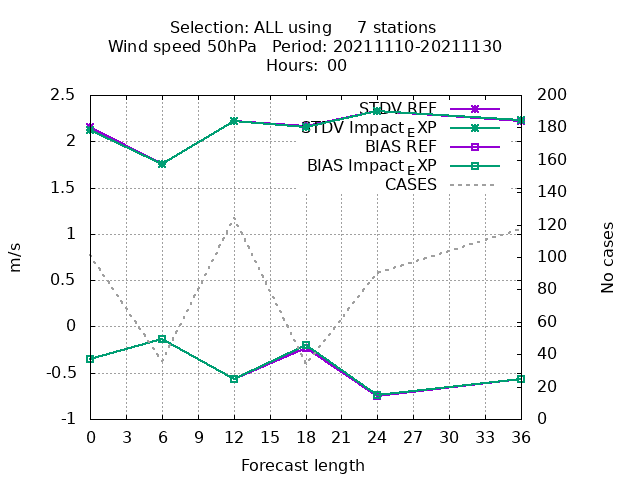 Selection: ALL using 7 stations
Wind speed 50hPa Period: 20211110-20211130
Hours: 00
2.5 200
STDV REF
2 180
STDV Impact_EXP
160
BIAS REF
1.5 140
BIAS Impact_EXP
CASES
1 120
0.5 100
0 80
60
-0.5 40
20
-1 0
m/s
No cases
0 3 6 9 12 15 18 21 24 27 30 33 36
Forecast length